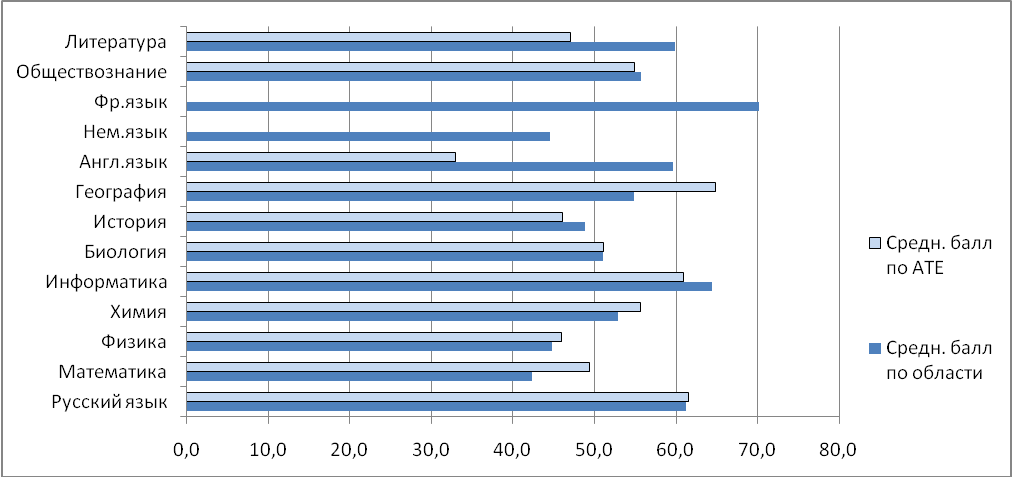 Литература
Обществознание
Фр.язык
Нем.язык
Англ.язык
География
История
Биология
Информатика
Химия
Физика
Математика
Русский язык
0,0 10,0 20,0 30,0 40,0 50,0 60,0 70,0 80,0
Средн. балл
по АТЕ
Средн. балл
по области